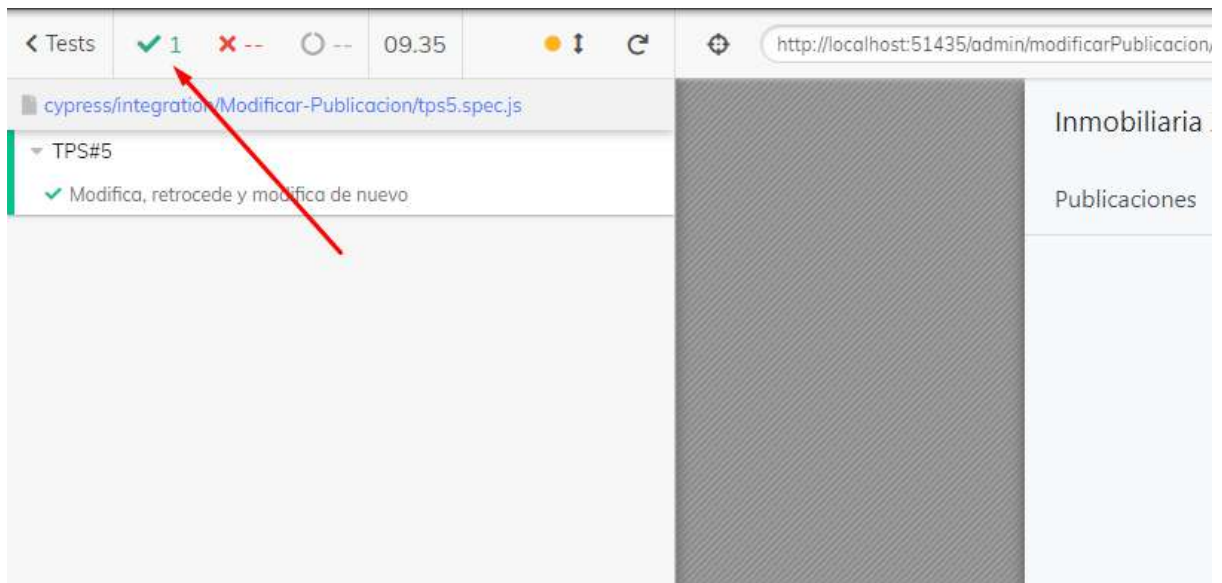 Tests 1 -- -- 09.35
http://localhost:51435/admin/modificarPublicacion/
cypress/integration/Modificar-Publicacion/tps5.spec.js
TPS#5
Modifica, retrocede y modifica de nuevo
Inmobiliaria
Publicaciones